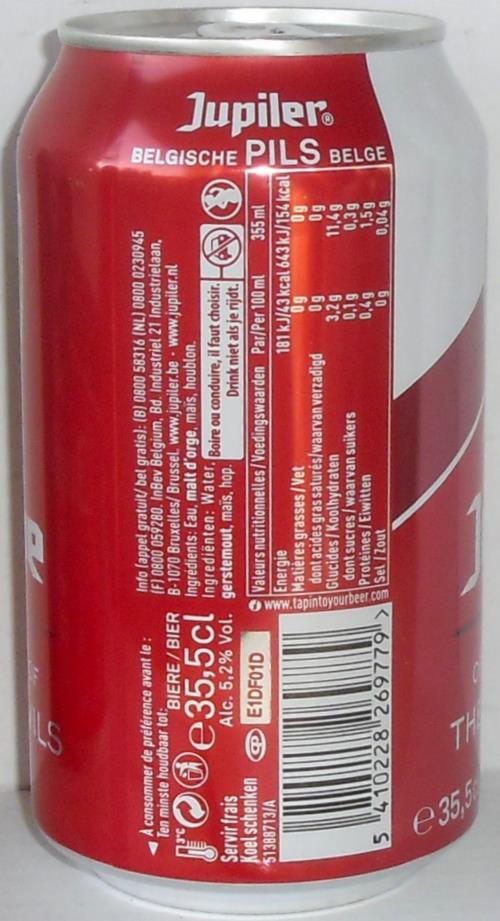 Jupiler®
BELGISCHE PILS BELGE
Info (appel gratuit/ bel gratis): (B) 0800 58316 (NL) 0800 0230945
(F) 0800 059280. InBev Belgium, Bd. Industriel 21 Industrielaan,
B-1070 Bruxelles / Brussel. www.jupiler.be - www.jupiler.nl
Ingrédients: Eau, malt d'orge, maïs, houblon.
Ingrediënten: Water,
gerstemout, maïs, hop.
Boire ou conduire, il faut choisir.
Drink niet als je rijdt.
Valeurs nutritionnelles / Voedingswaarden Par/Per 100 ml 355 ml
Energie 181 kJ/43 kcal 643 kJ/154 kcal
Matières grasses / Vet 0g 0g
dont acides gras saturés/waarvan verzadigd 0g 0g
Glucides / Koolhydraten 3,2g 11,4g
dont sucres / waarvan suikers 0,1g 0,3g
Protéines / Eiwitten 0,4g 1,5g
Sel / Zout 0g 0,04g
www.tapintoyourbeer.com
À consommer de préférence avant le :
Ten minste houdbaar tot:
BIERE / BIER
e35,5cl
Alc. 5,2% Vol.
3°C
E1DF01D
Servir frais
Koel schenken
51388713/A
5 410228 269779 >
ILS
TH
e 35,5